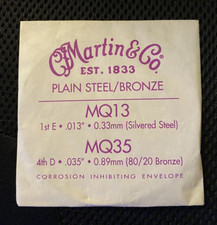 CF Martin & Co.
EST. 1833
PLAIN STEEL/BRONZE
MQ13
1st E • .013" • 0.33mm (Silvered Steel)
MQ35
4th D • .035" • 0.89mm (80/20 Bronze)
CORROSION INHIBITING ENVELOPE